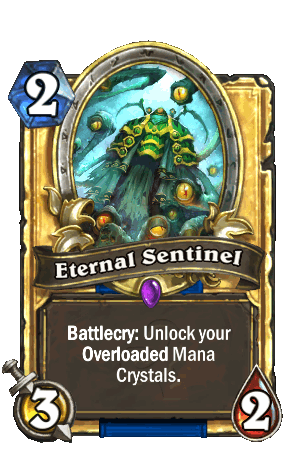 2
Eternal Sentinel
Battlecry: Unlock your
Overloaded Mana
Crystals.
3
2